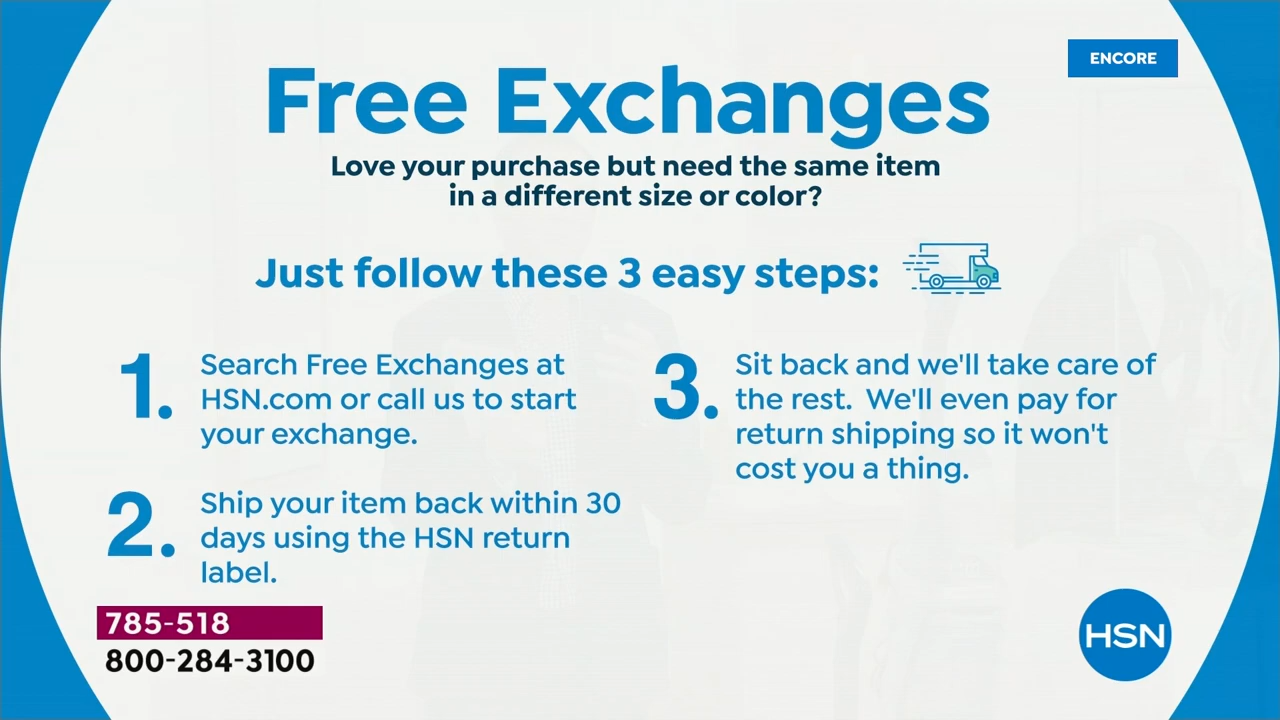 ENCORE
Free Exchanges
Love your purchase but need the same item
in a different size or color?
Just follow these 3 easy steps:
1. Search Free Exchanges at
HSN.com or call us to start
your exchange.
2. Ship your item back within 30
days using the HSN return
label.
3. Sit back and we'll take care of
the rest. We'll even pay for
return shipping so it won't
cost you a thing.
785-518
800-284-3100
HSN